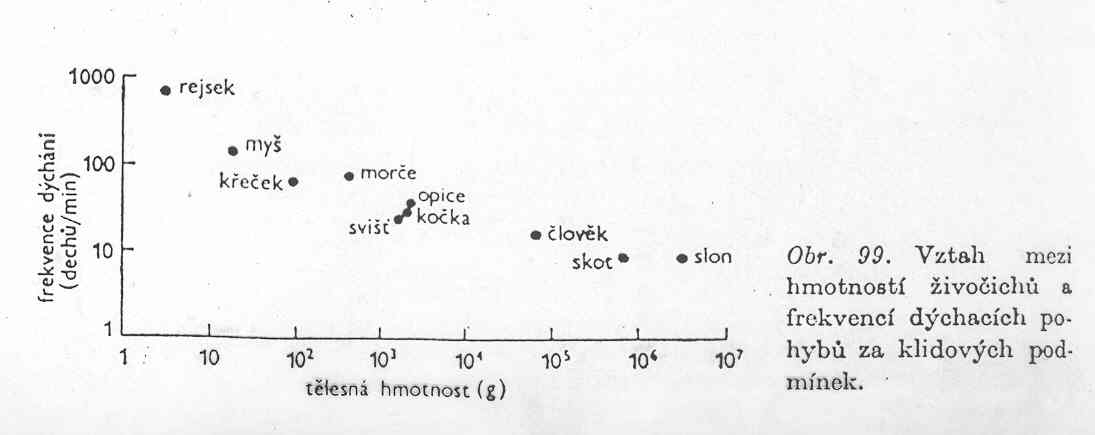 frekvence dýchání
(dechů/min)
1000
100
10
1
rejsek
myš
křeček
morče
opice
kočka
svišť
člověk
skot
slon
1
10
10²
10³
10⁴
10⁵
10⁶
10⁷
tělesná hmotnost (g)
Obr. 99. Vztah mezi
hmotností živočichů a
frekvencí dýchacích po-
hybů za klidových pod-
mínek.